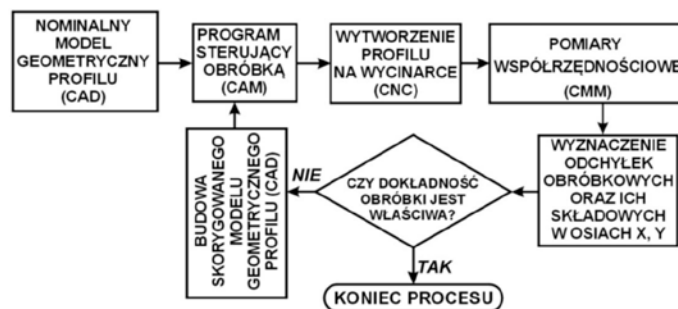 NOMINALNY
MODEL
GEOMETRYCZNY
PROFILU
(CAD)
PROGRAM
STERUJĄCY
OBRÓBKĄ
(CAM)
WYTWORZENIE
PROFILU
NA WYCINARCE
(CNC)
POMIARY
WSPÓŁRZĘDNOŚCIOWE
(CMM)
WYZNACZENIE
ODCHYŁEK
OBRÓBKOWYCH
ORAZ ICH
SKŁADOWYCH
W OSIACH X, Y
CZY DOKŁADNOŚĆ
OBRÓBKI JEST
WŁAŚCIWA?
NIE
TAK
BUDOWA
SKORYGOWANEGO
MODELU
GEOMETRYCZNEGO
PROFILU (CAD)
KONIEC PROCESU